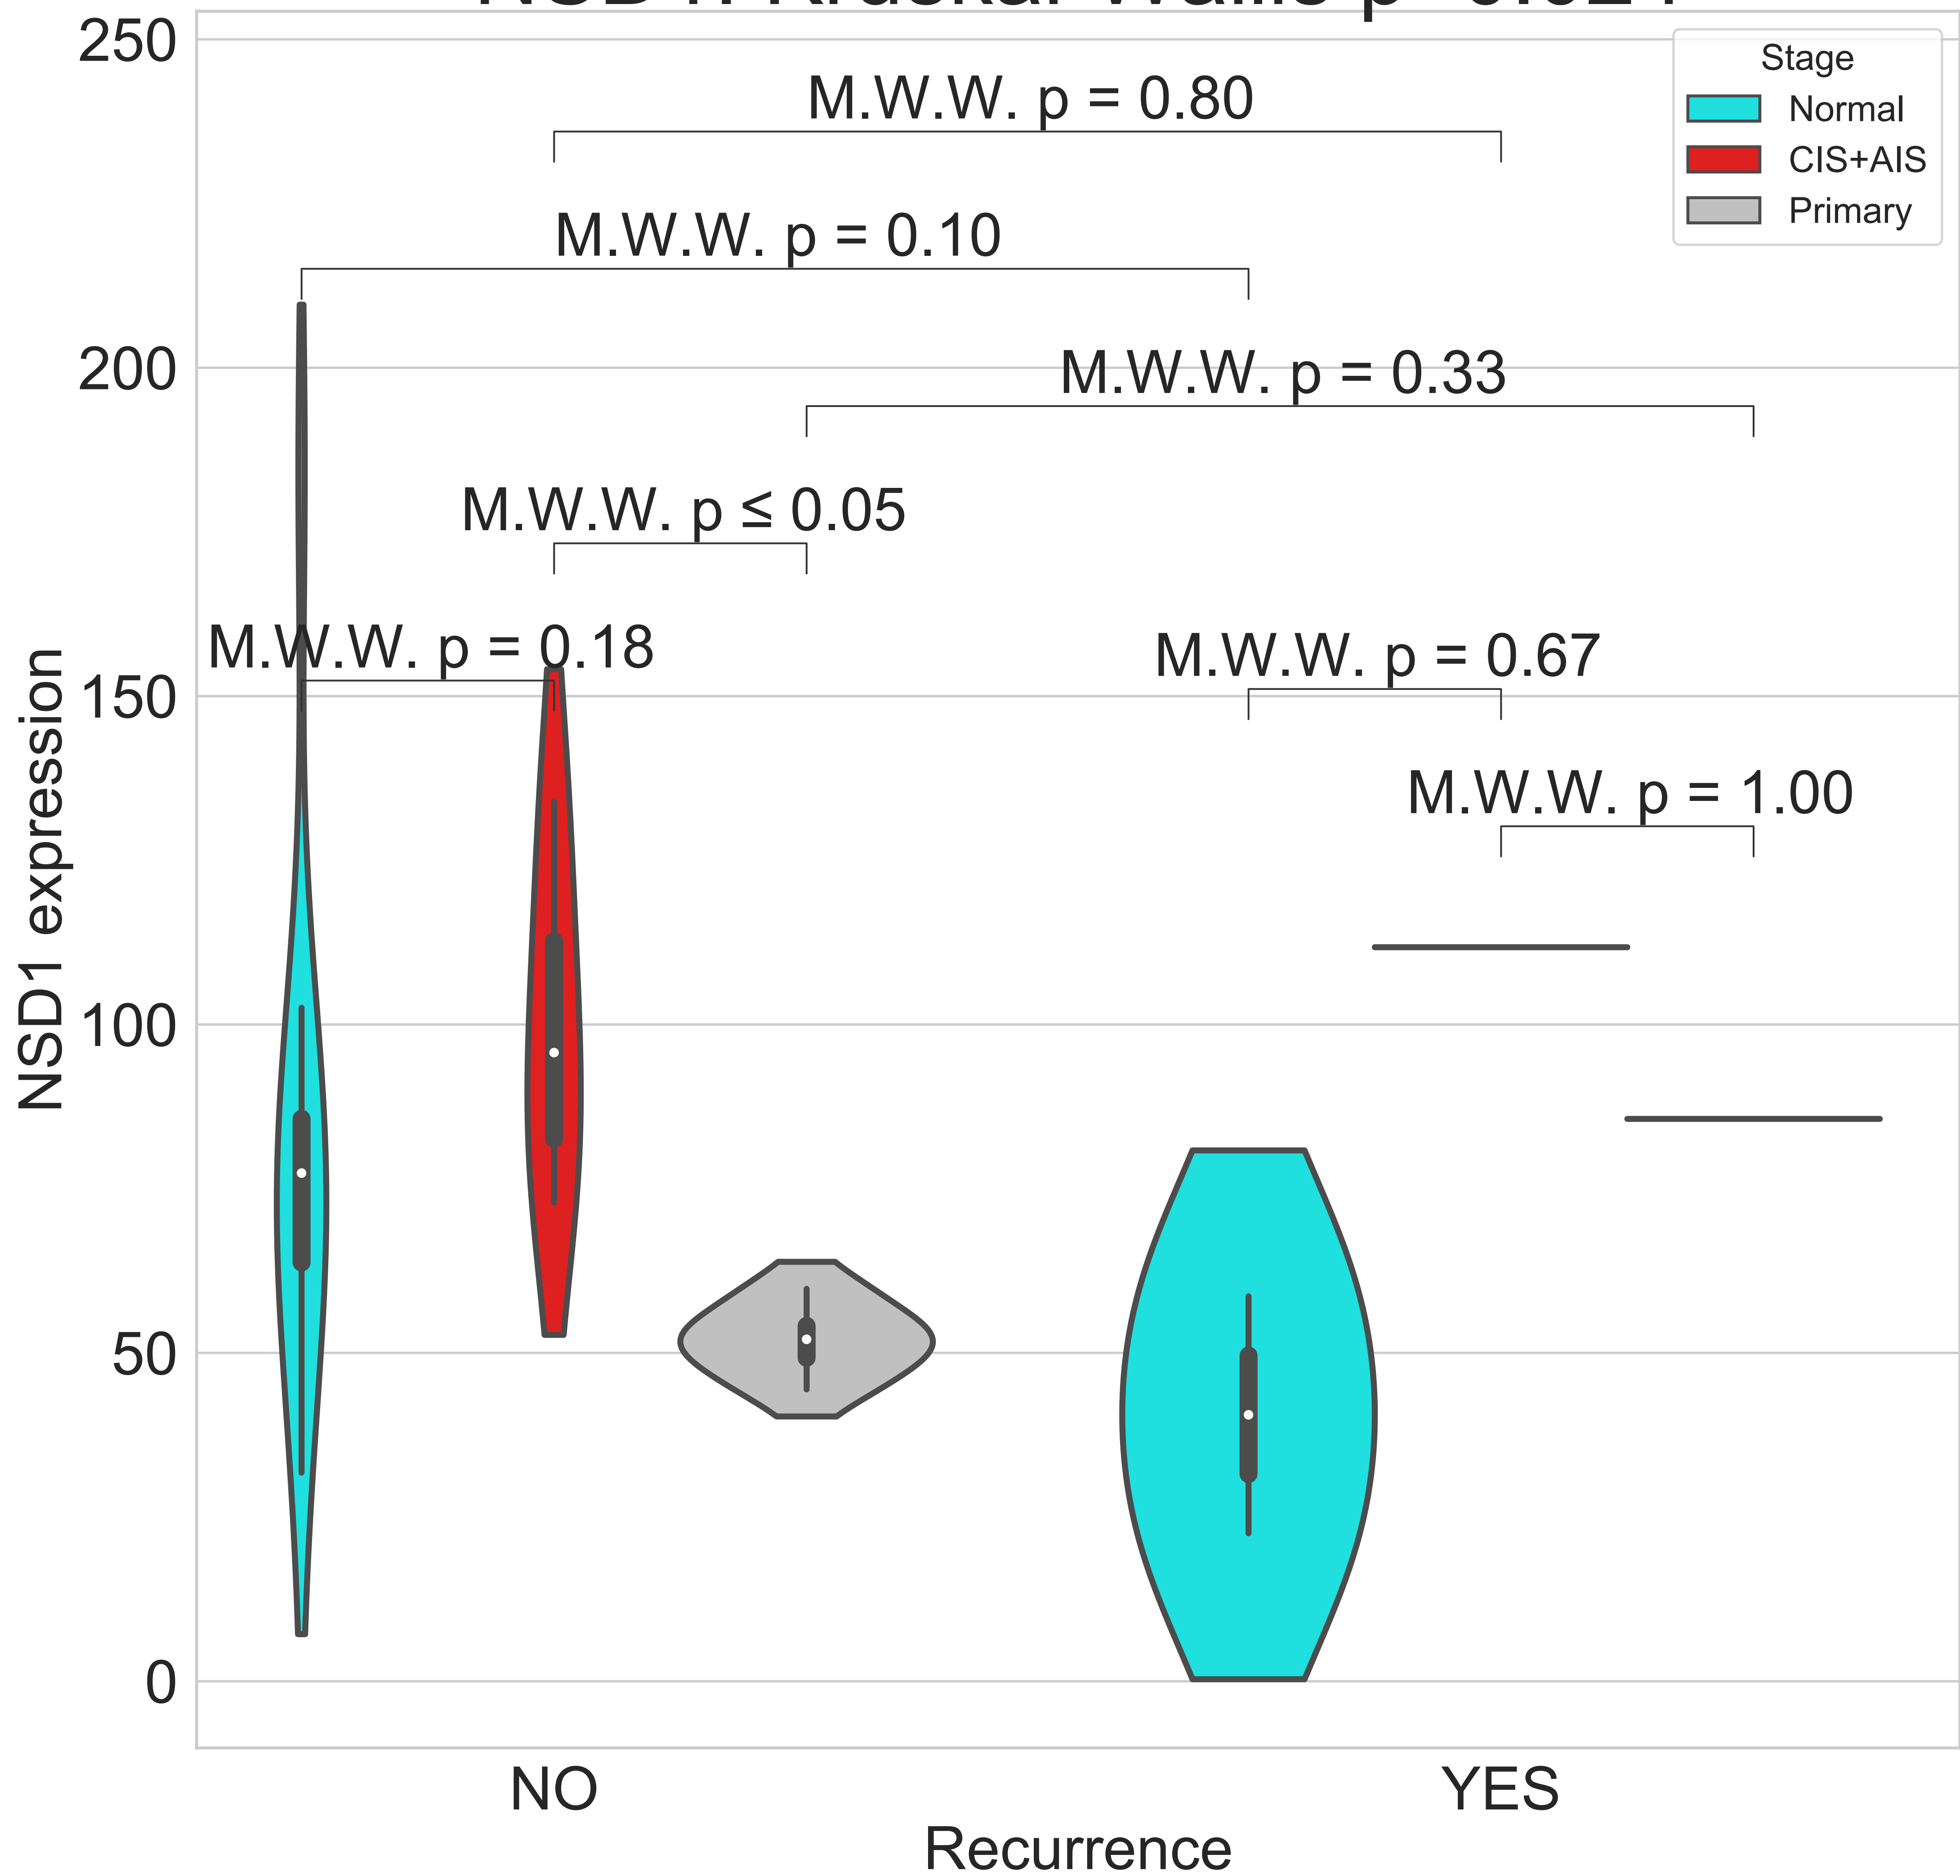 250
Stage
Normal
CIS+AIS
Primary
M.W.W. p = 0.80
M.W.W. p = 0.10
200
M.W.W. p = 0.33
M.W.W. p ≤ 0.05
M.W.W. p = 0.18
M.W.W. p = 0.67
150
M.W.W. p = 1.00
NSD1 expression
100
50
0
NO
YES
Recurrence